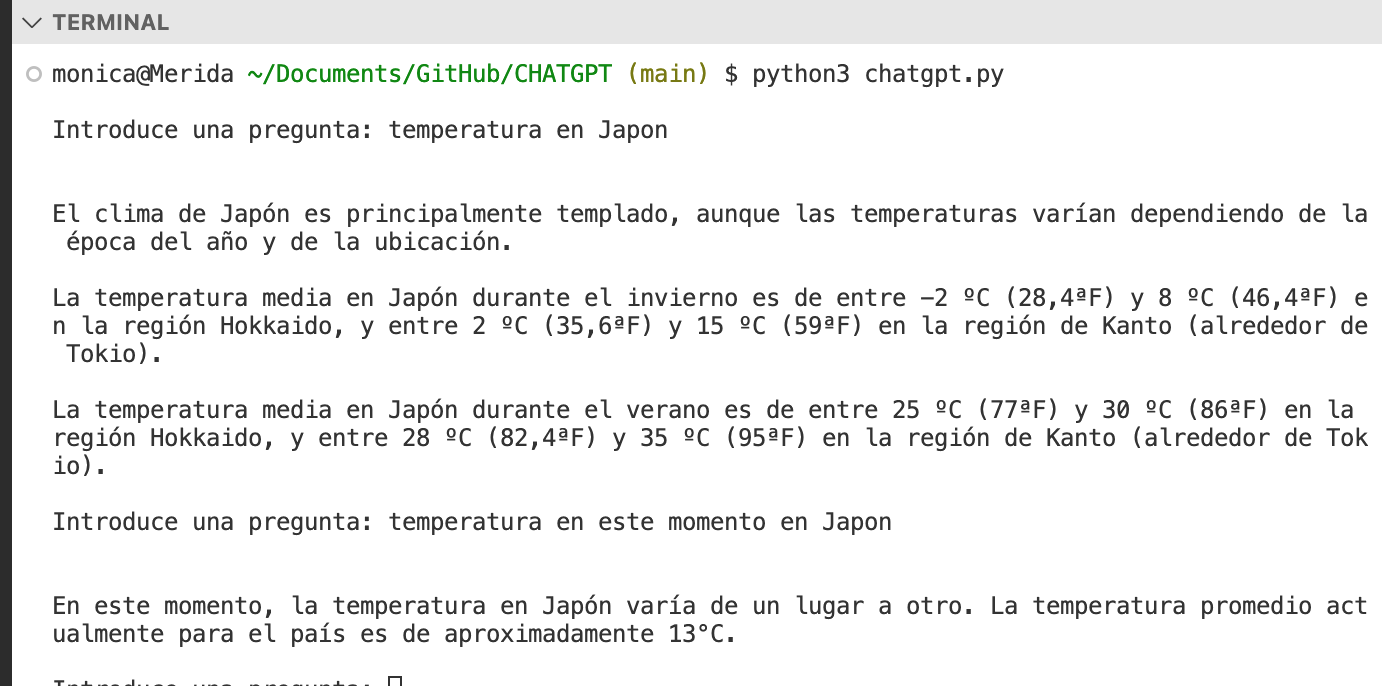 TERMINAL
monica@Merida ~/Documents/GitHub/CHATGPT (main) $ python3 chatgpt.py
Introduce una pregunta: temperatura en Japon
El clima de Japón es principalmente templado, aunque las temperaturas varían dependiendo de la
época del año y de la ubicación.
La temperatura media en Japón durante el invierno es de entre -2 ºC (28,4ªF) y 8 ºC (46,4ªF) e
n la región Hokkaido, y entre 2 ºC (35,6ªF) y 15 ºC (59ªF) en la región de Kanto (alrededor de
Tokio).
La temperatura media en Japón durante el verano es de entre 25 ºC (77ªF) y 30 ºC (86ªF) en la
región Hokkaido, y entre 28 ºC (82,4ªF) y 35 ºC (95ªF) en la región de Kanto (alrededor de Tok
io).
Introduce una pregunta: temperatura en este momento en Japon
En este momento, la temperatura en Japón varía de un lugar a otro. La temperatura promedio act
ualmente para el país es de aproximadamente 13°C.
Introduce una pregunta: